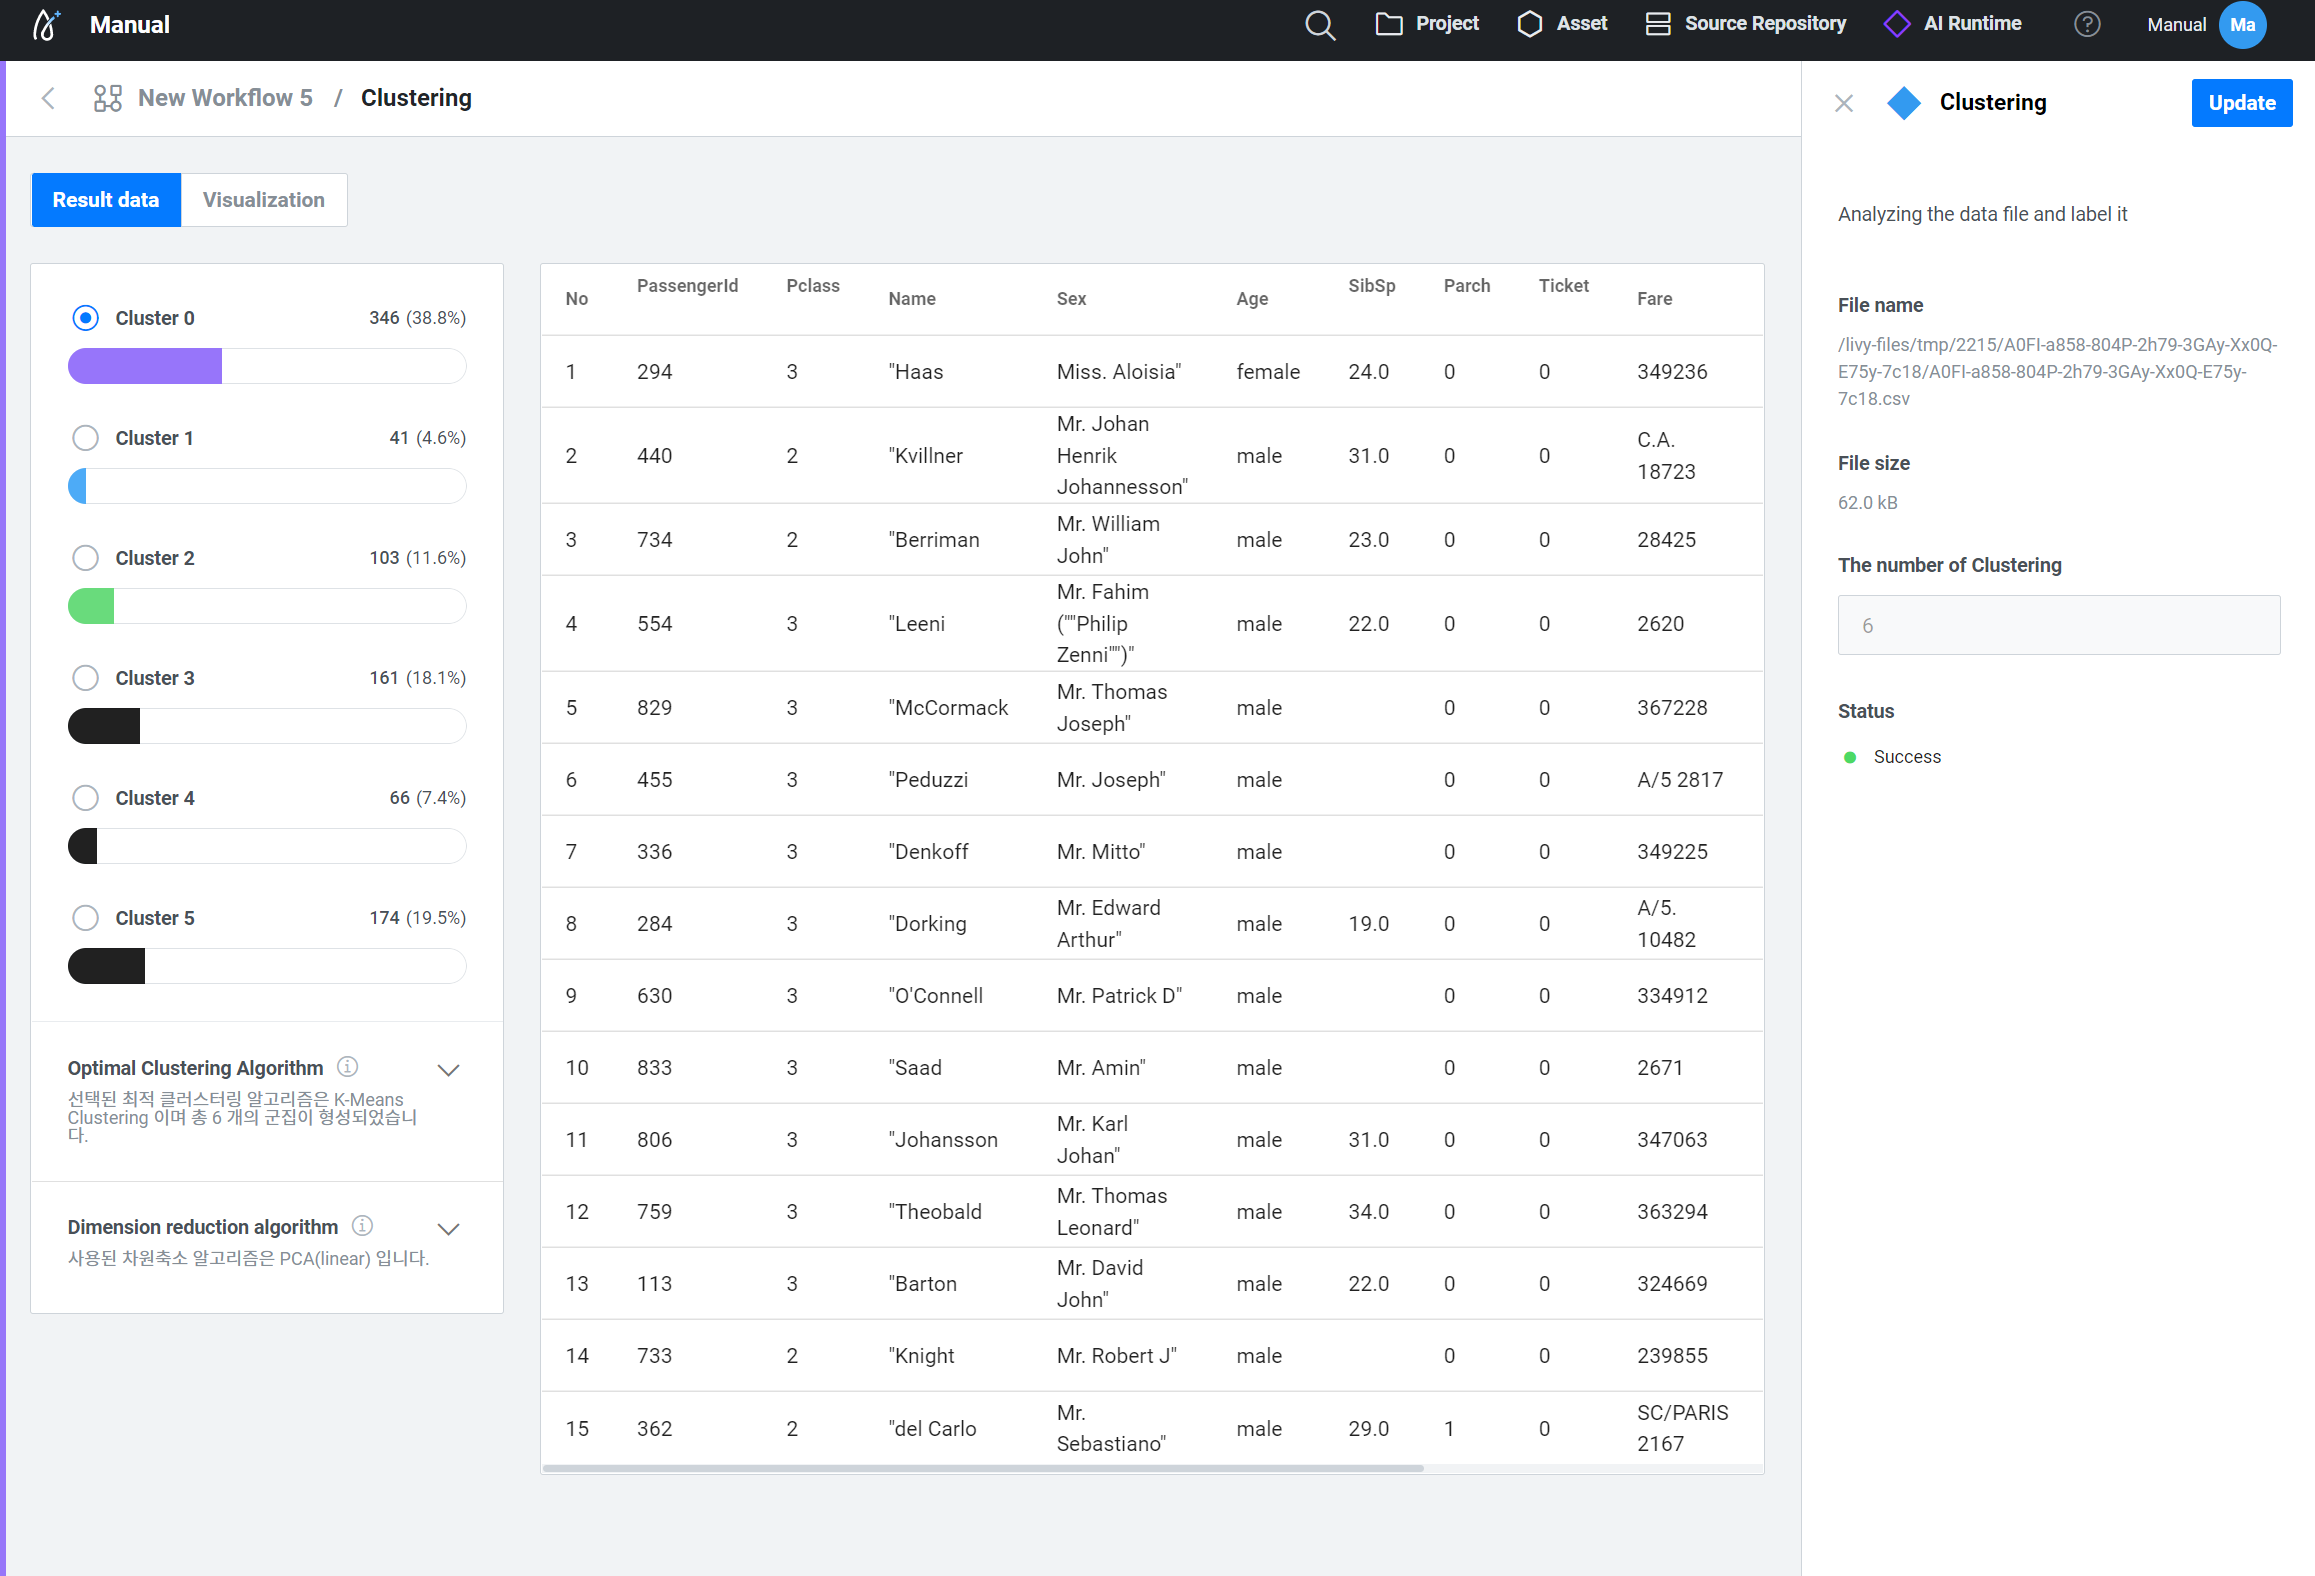 Manual
Project
Asset
Source Repository
AI Runtime
Manual
Ma
New Workflow 5 / Clustering
Result data
Visualization
Cluster 0 346 (38.8%)
Cluster 1 41 (4.6%)
Cluster 2 103 (11.6%)
Cluster 3 161 (18.1%)
Cluster 4 66 (7.4%)
Cluster 5 174 (19.5%)
Optimal Clustering Algorithm
선택된 최적 클러스터링 알고리즘은 K-Means
Clustering 이며 총 6 개의 군집이 형성되었습니
다.
Dimension reduction algorithm
사용된 차원축소 알고리즘은 PCA(linear) 입니다.
No PassengerId Pclass Name Sex Age SibSp Parch Ticket Fare
1 294 3 "Haas Miss. Aloisia" female 24.0 0 0 349236
2 440 2 "Kvillner Mr. Johan Henrik Johannesson" male 31.0 0 0 C.A. 18723
3 734 2 "Berriman Mr. William John" male 23.0 0 0 28425
4 554 3 "Leeni Mr. Fahim (""Philip Zenni"")" male 22.0 0 0 2620
5 829 3 "McCormack Mr. Thomas Joseph" male 0 0 367228
6 455 3 "Peduzzi Mr. Joseph" male 0 0 A/5 2817
7 336 3 "Denkoff Mr. Mitto" male 0 0 349225
8 284 3 "Dorking Mr. Edward Arthur" male 19.0 0 0 A/5. 10482
9 630 3 "O'Connell Mr. Patrick D" male 0 0 334912
10 833 3 "Saad Mr. Amin" male 0 0 2671
11 806 3 "Johansson Mr. Karl Johan" male 31.0 0 0 347063
12 759 3 "Theobald Mr. Thomas Leonard" male 34.0 0 0 363294
13 113 3 "Barton Mr. David John" male 22.0 0 0 324669
14 733 2 "Knight Mr. Robert J" male 0 0 239855
15 362 2 "del Carlo Mr. Sebastiano" male 29.0 1 0 SC/PARIS 2167
Clustering
Update
Analyzing the data file and label it
File name
/livy-files/tmp/2215/A0FI-a858-804P-2h79-3GAy-Xx0Q-
E75y-7c18/A0FI-a858-804P-2h79-3GAy-Xx0Q-E75y-
7c18.csv
File size
62.0 kB
The number of Clustering
6
Status
Success